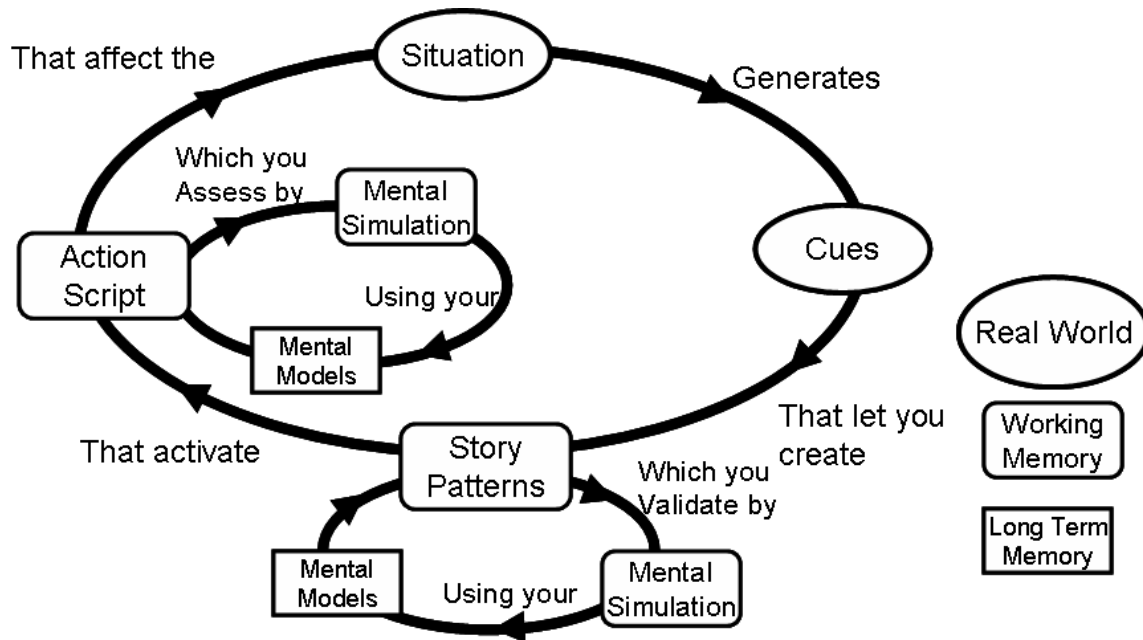 That affect the
Situation
Generates
Which you
Assess by
Mental
Simulation
Action
Script
Cues
Using your
Mental
Models
Real World
That activate
Story
Patterns
That let you
create
Working
Memory
Which you
Validate by
Long Term
Memory
Mental
Models
Using your
Mental
Simulation